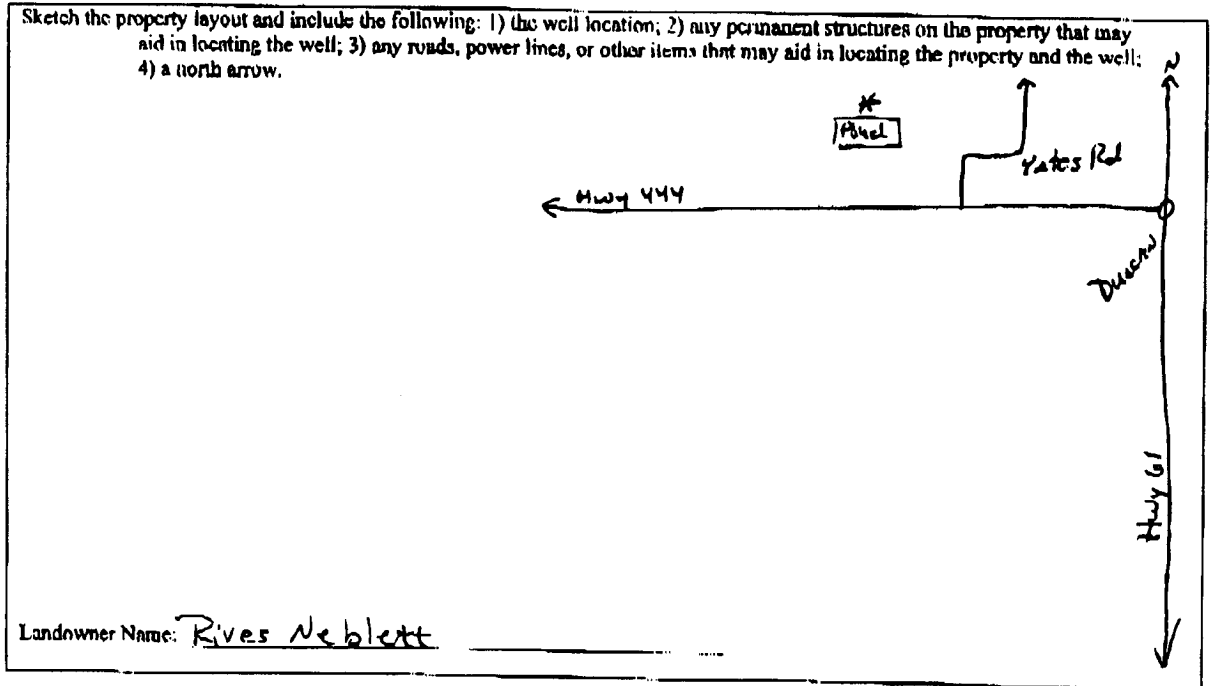 Sketch the property layout and include the following: 1) the well location; 2) any permanent structures on the property that may
aid in locating the well; 3) any roads, power lines, or other items that may aid in locating the property and the well;
4) a north arrow.
N
Yates Rd
Hwy 444
Duncan
Hwy 61
Landowner Name: Rives Neblett